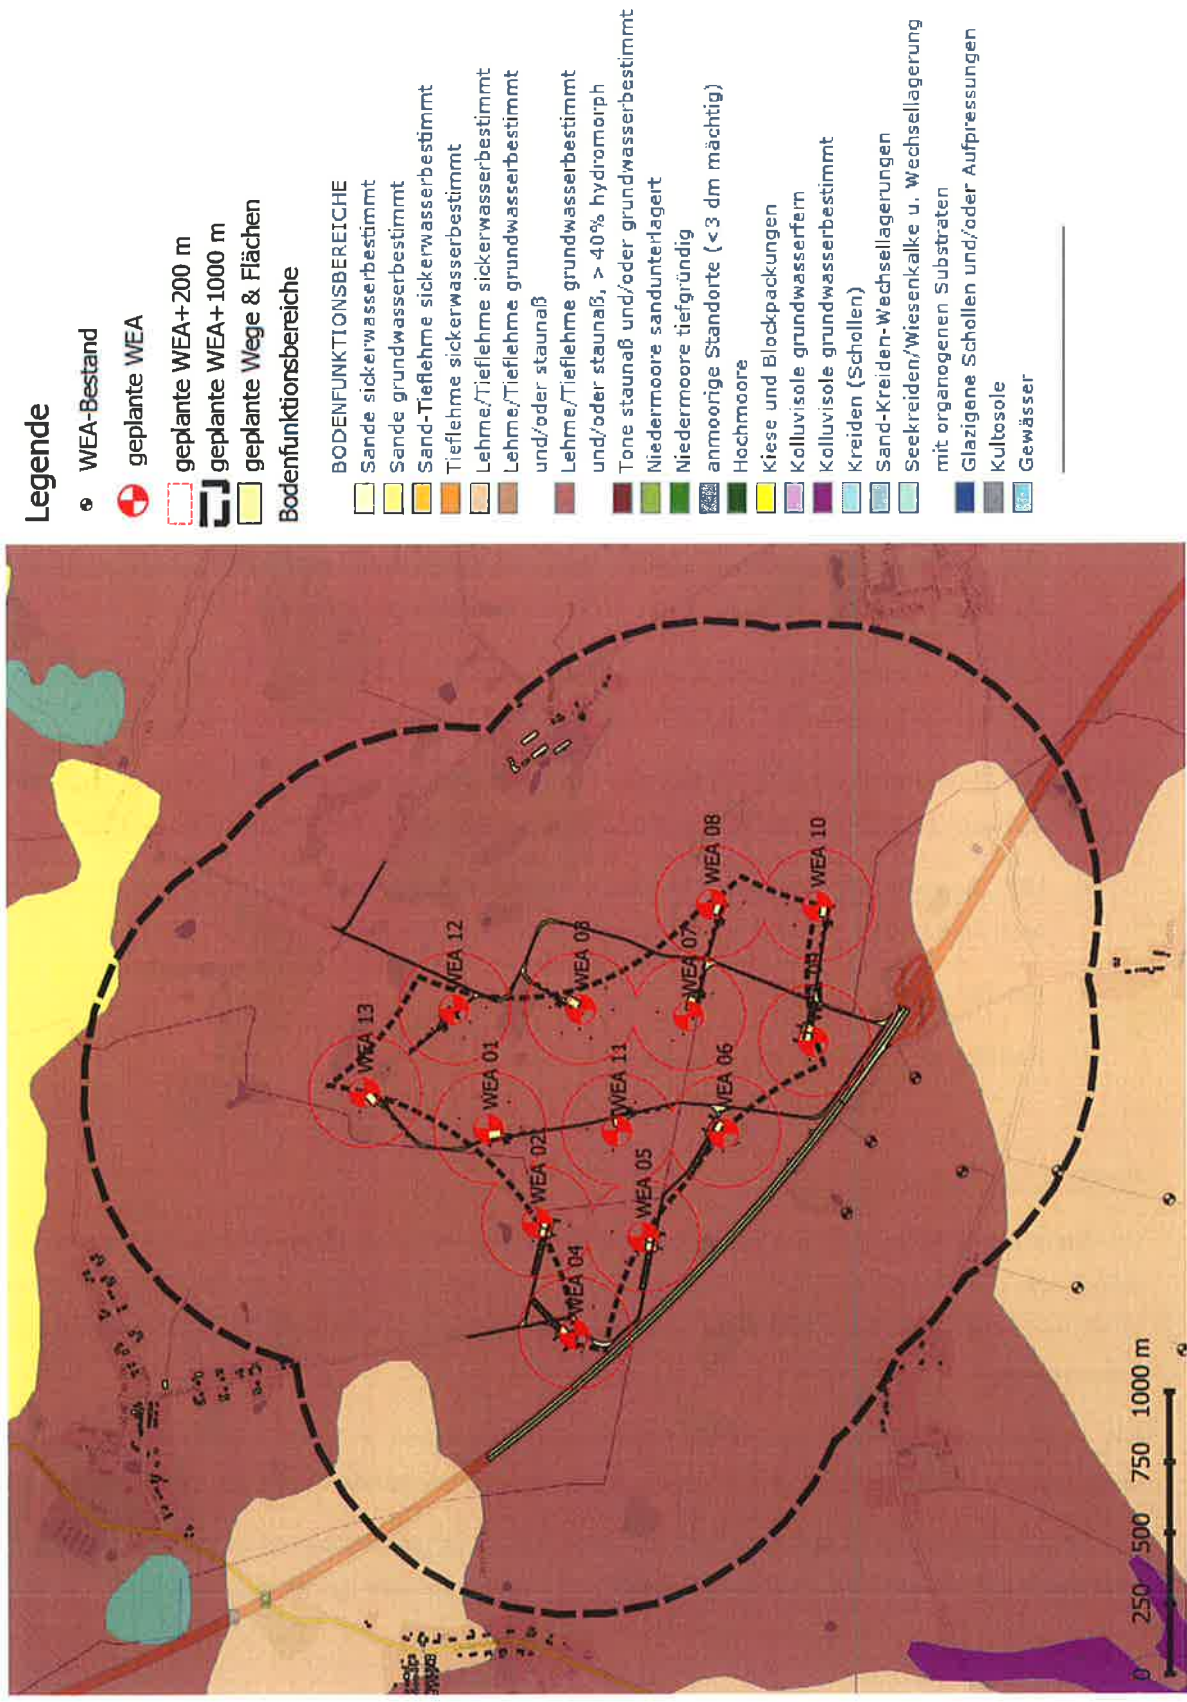 Legende
WEA-Bestand
geplante WEA
geplante WEA+200 m
geplante WEA+1000 m
geplante Wege & Flächen
Bodenfunktionsbereiche
BODENFUNKTIONSBEREICHE
Sande sickerwasserbestimmt
Sande grundwasserbestimmt
Sand-Tieflehme sickerwasserbestimmt
Tieflehme sickerwasserbestimmt
Lehme/Tieflehme sickerwasserbestimmt
Lehme/Tieflehme grundwasserbestimmt
und/oder staunaß
Lehme/Tieflehme grundwasserbestimmt
und/oder staunaß, > 40% hydromorph
Tone staunaß und/oder grundwasserbestimmt
Niedermoore sandunterlagert
Niedermoore tiefgründig
anmoorige Standorte (<3 dm mächtig)
Hochmoore
Kiese und Blockpackungen
Kolluvisole grundwasserfern
Kolluvisole grundwasserbestimmt
Kreiden (Schollen)
Sand-Kreiden-Wechsellagerungen
Seekreiden/Wiesenkalke u. Wechsellagerung
mit organogenen Substraten
Glazigene Schollen und/oder Aufpressungen
Kultosole
Gewässer
WEA 13
WEA 12
WEA 01
WEA 03
WEA 02
WEA 11
WEA 07
WEA 08
WEA 04
WEA 05
WEA 06
WEA 10
0 250 500 750 1000 m